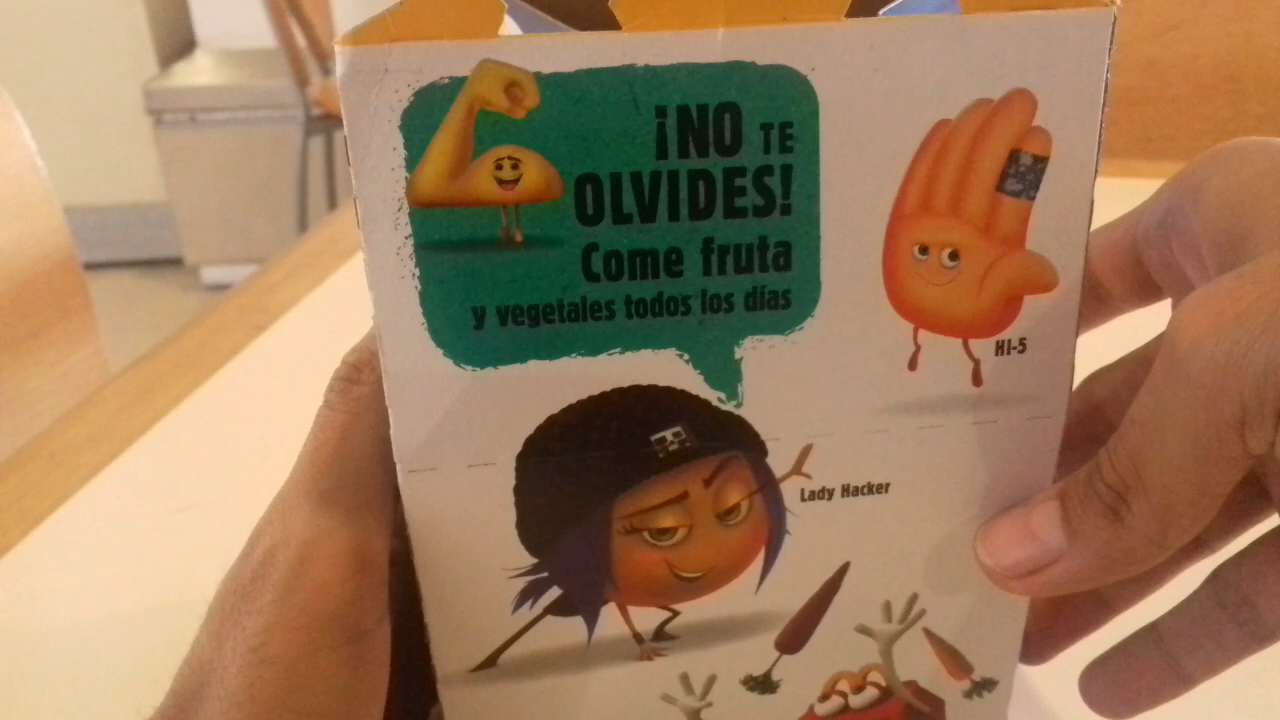 ¡NO TE
OLVIDES!
Come fruta
y vegetales todos los días
HI-5
Lady Hacker